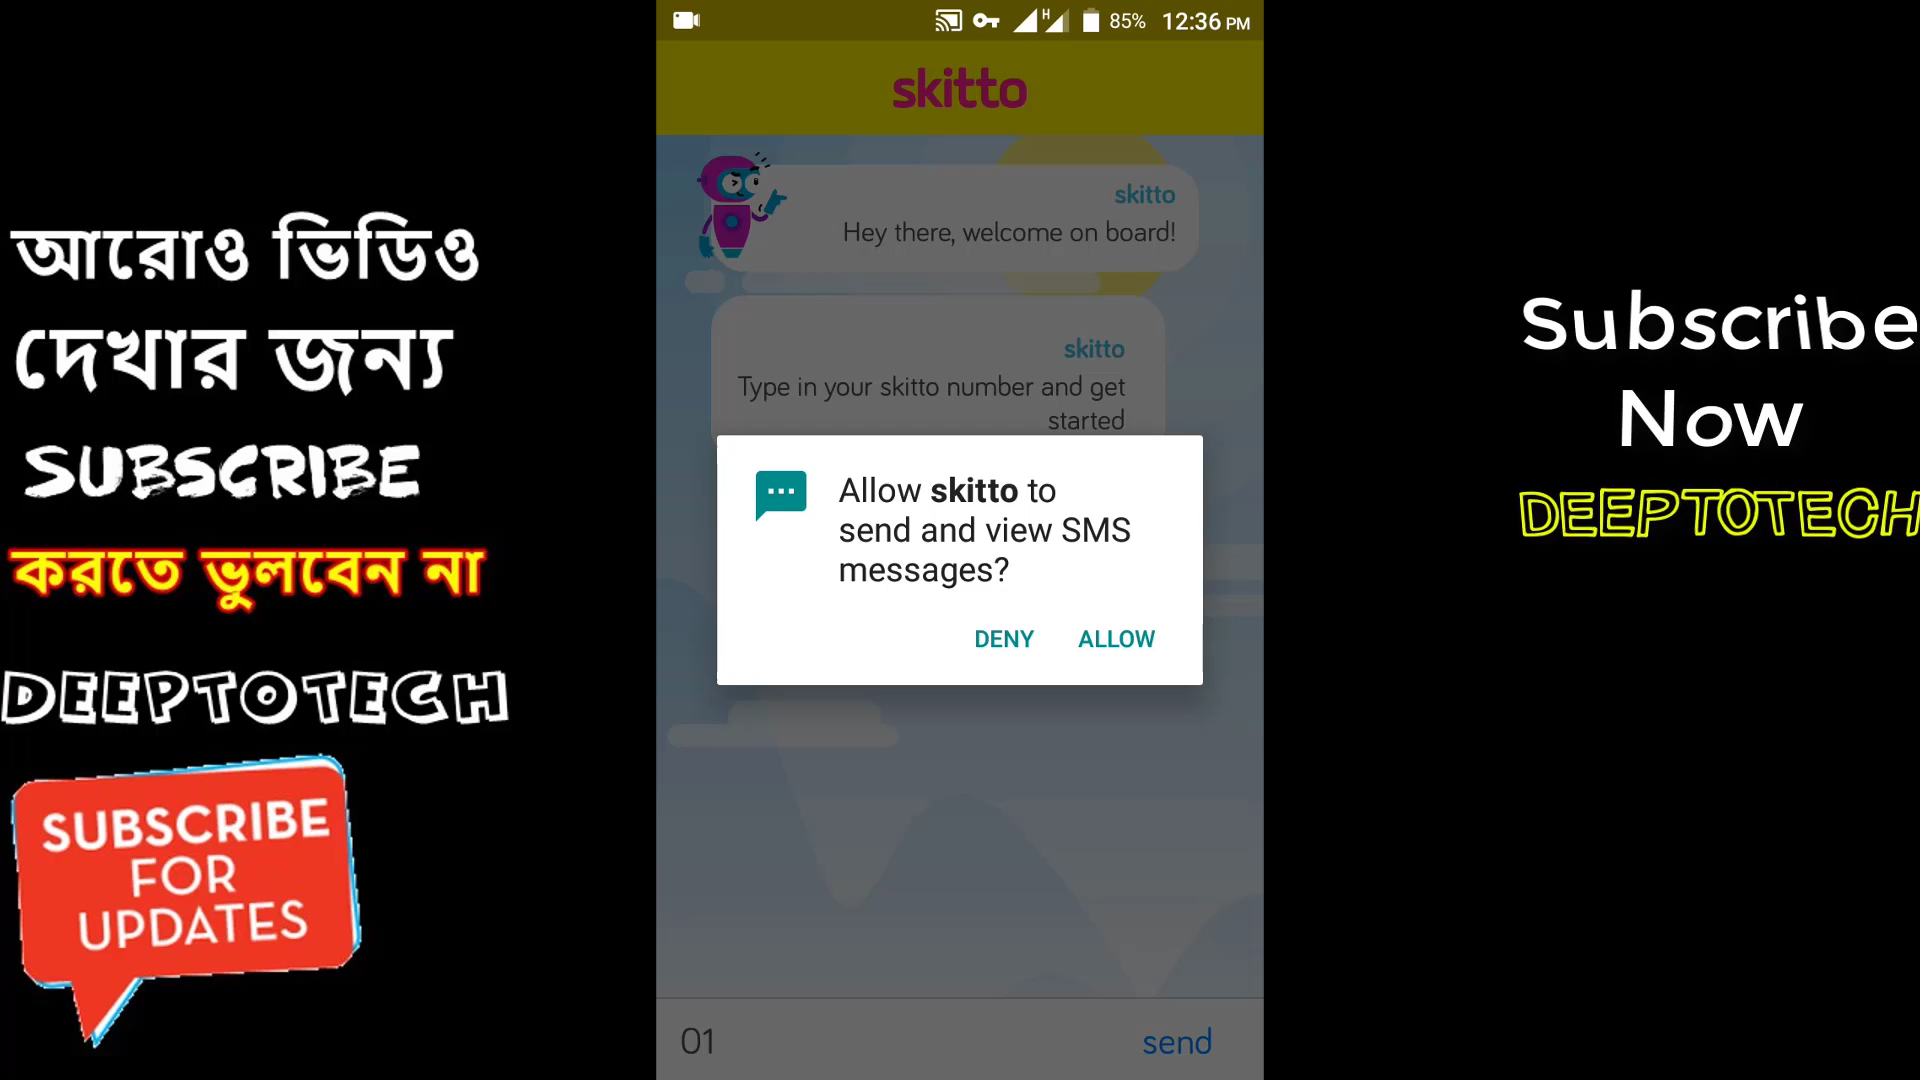 আরোও ভিডিও
দেখার জন্য
SUBSCRIBE
করতে ভুলবেন না
DEEPTOTECH
SUBSCRIBE
FOR
UPDATES
H
85%
12:36 PM
skitto
skitto
Hey there, welcome on board!
skitto
Type in your skitto number and get
started
Allow skitto to
send and view SMS
messages?
DENY ALLOW
01 send
Subscribe
Now
DEEPTOTECH